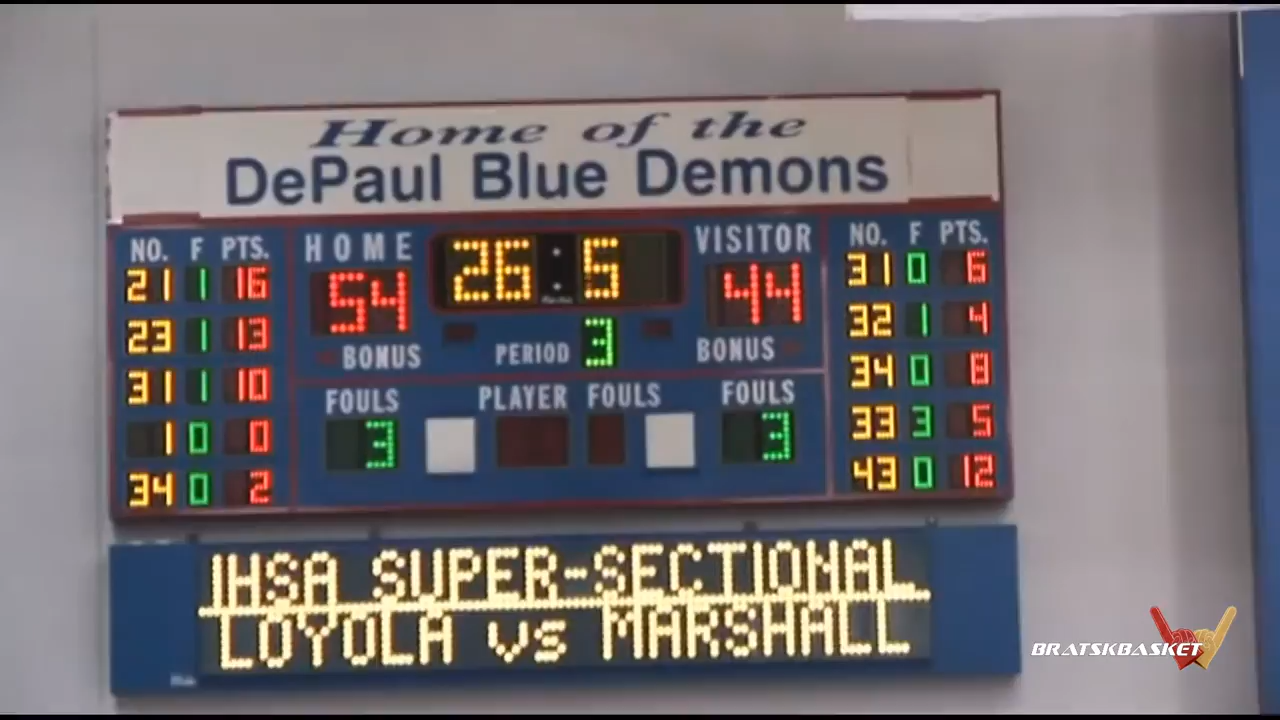 Home of the
DePaul Blue Demons
NO. F PTS.
21 1 16
23 1 13
31 1 10
1 0 0
34 0 2
HOME 26:5 VISITOR
54 44
BONUS PERIOD 3 BONUS
FOULS PLAYER FOULS FOULS
3 3
NO. F PTS.
31 0 6
32 1 4
34 0 8
33 3 5
43 0 12
IHSA SUPER-SECTIONAL
LOYOLA vs MARSHALL
BRATSKBASKET